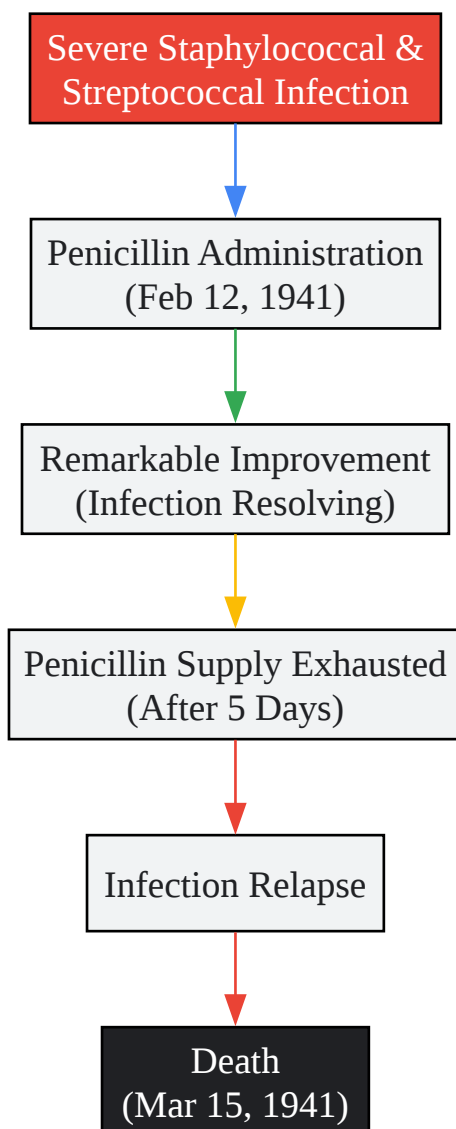 Severe Staphylococcal &
Streptococcal Infection
Penicillin Administration
(Feb 12, 1941)
Remarkable Improvement
(Infection Resolving)
Penicillin Supply Exhausted
(After 5 Days)
Infection Relapse
Death
(Mar 15, 1941)